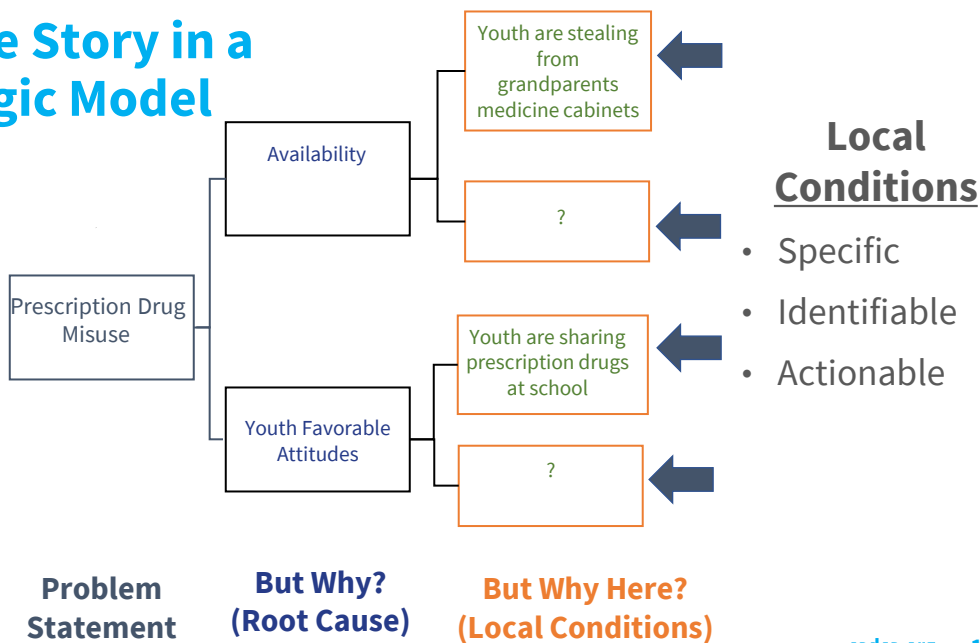 e Story in a
gic Model
Youth are stealing
from
grandparents
medicine cabinets
Availability
?
Local
Conditions
• Specific
• Identifiable
• Actionable
Prescription Drug
Misuse
Youth are sharing
prescription drugs
at school
Youth Favorable
Attitudes
?
Problem
Statement
But Why?
(Root Cause)
But Why Here?
(Local Conditions)